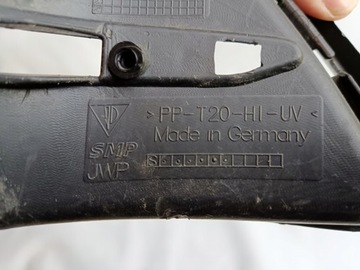 >PP-T20-HI-UV<
Made in Germany
SMP
JWP
S